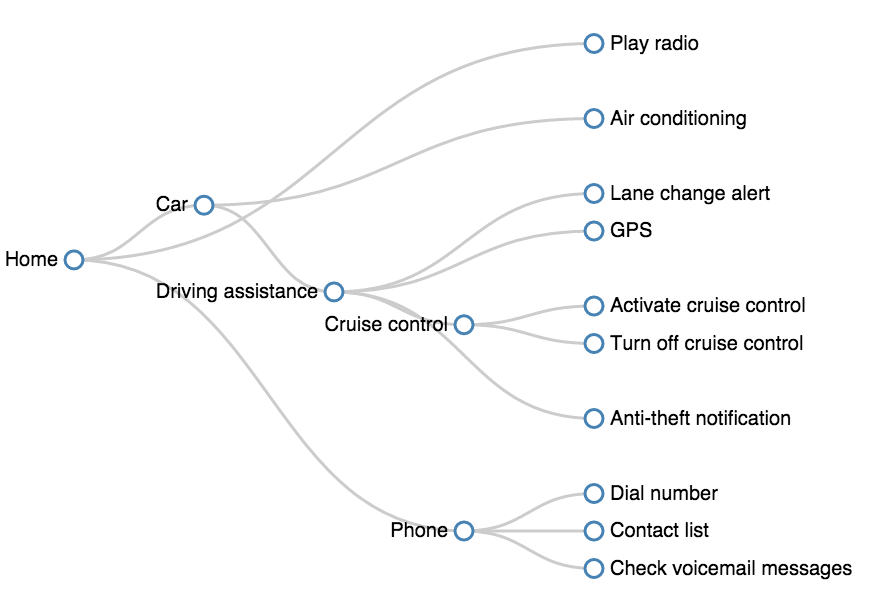 Play radio
Air conditioning
Lane change alert
Car
GPS
Home
Driving assistance
Activate cruise control
Cruise control
Turn off cruise control
Anti-theft notification
Dial number
Phone
Contact list
Check voicemail messages